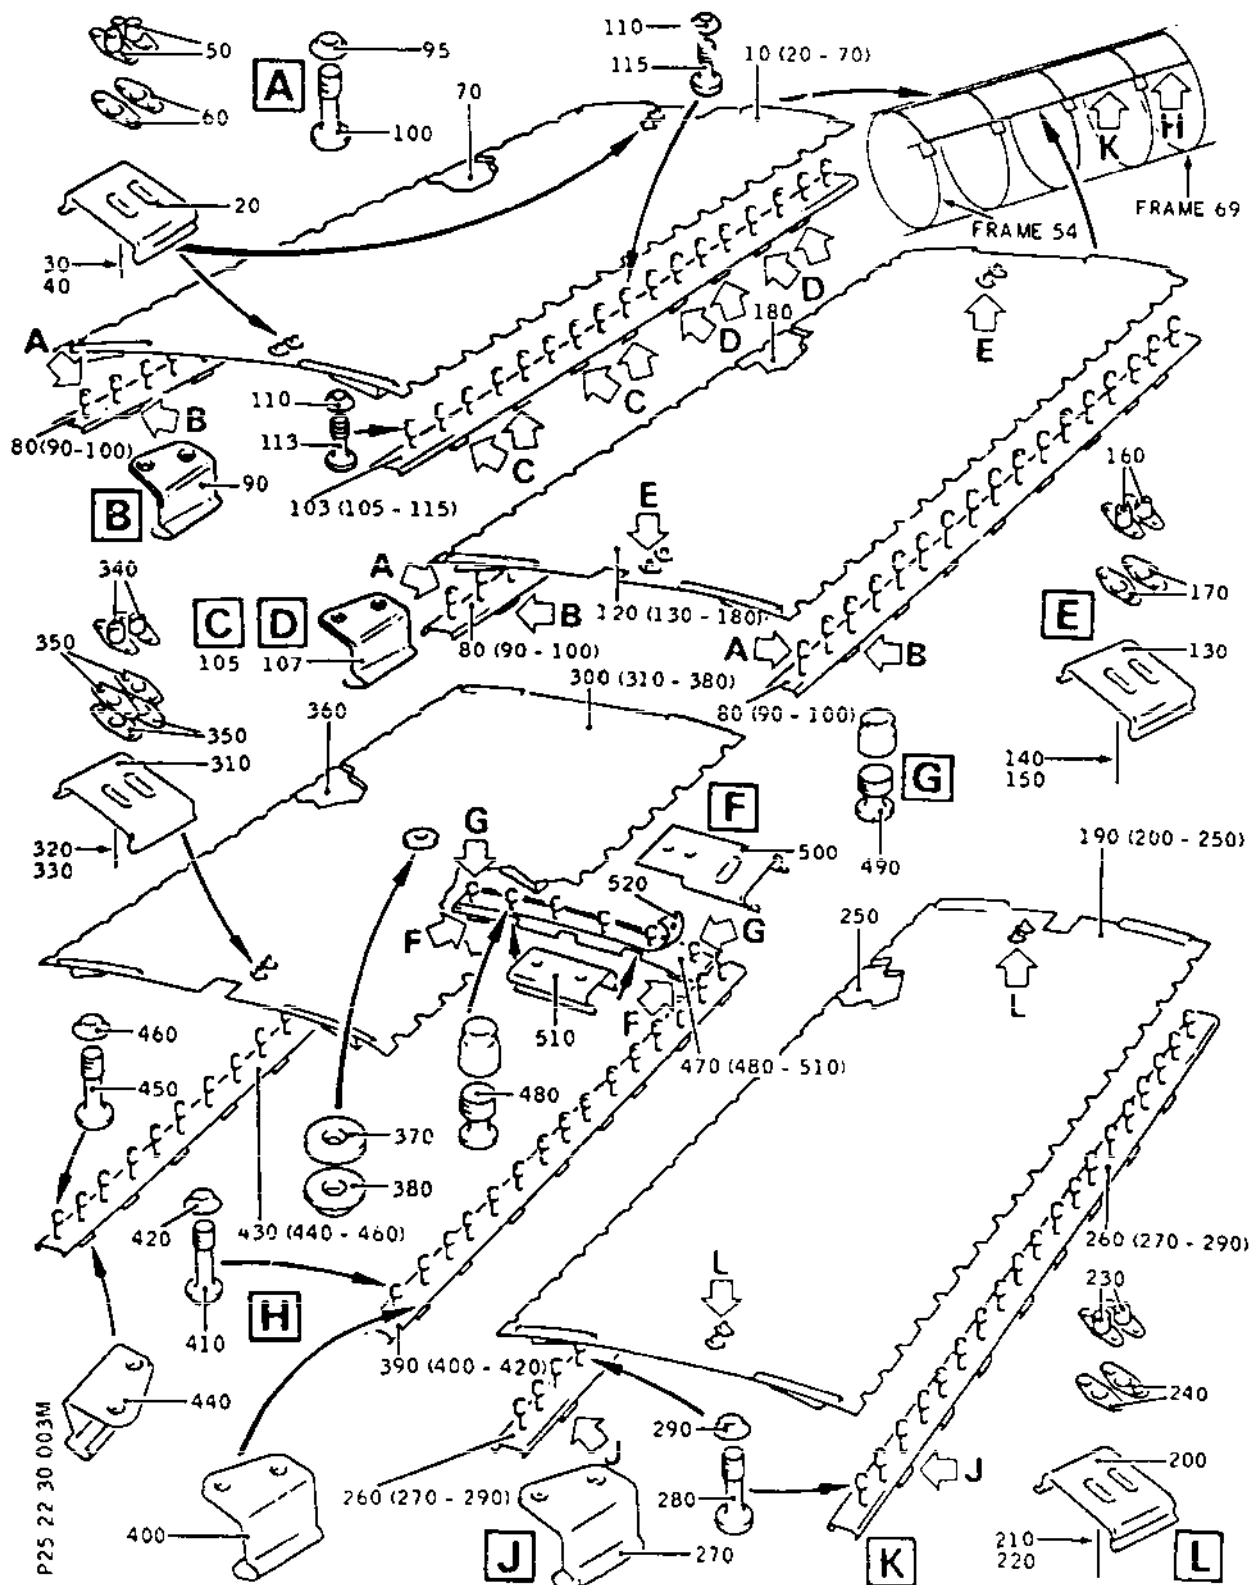 50
95
110
115
10 (20 - 70)
A
60
100
70
K
H
20
FRAME 69
FRAME 54
30
40
D
180
D
E
A
C
B
110
80(90-100)
113
C
160
90
103 (105 - 115)
B
E
340
A
170
C
D
B
120 (130 - 180)
E
105
107
80 (90 - 100)
A
B
130
350
300 (310 - 380)
360
80 (90 - 100)
350
310
G
140
150
F
G
500
190 (200 - 250)
320
330
490
520
250
F
G
L
460
510
F
470 (480 - 510)
450
480
370
380
420
430 (440 - 460)
260 (270 - 290)
L
230
H
410
390 (400 - 420)
440
240
290
J
J
200
260 (270 - 290)
280
400
J
270
K
210
220
L
P25 22 30 003M